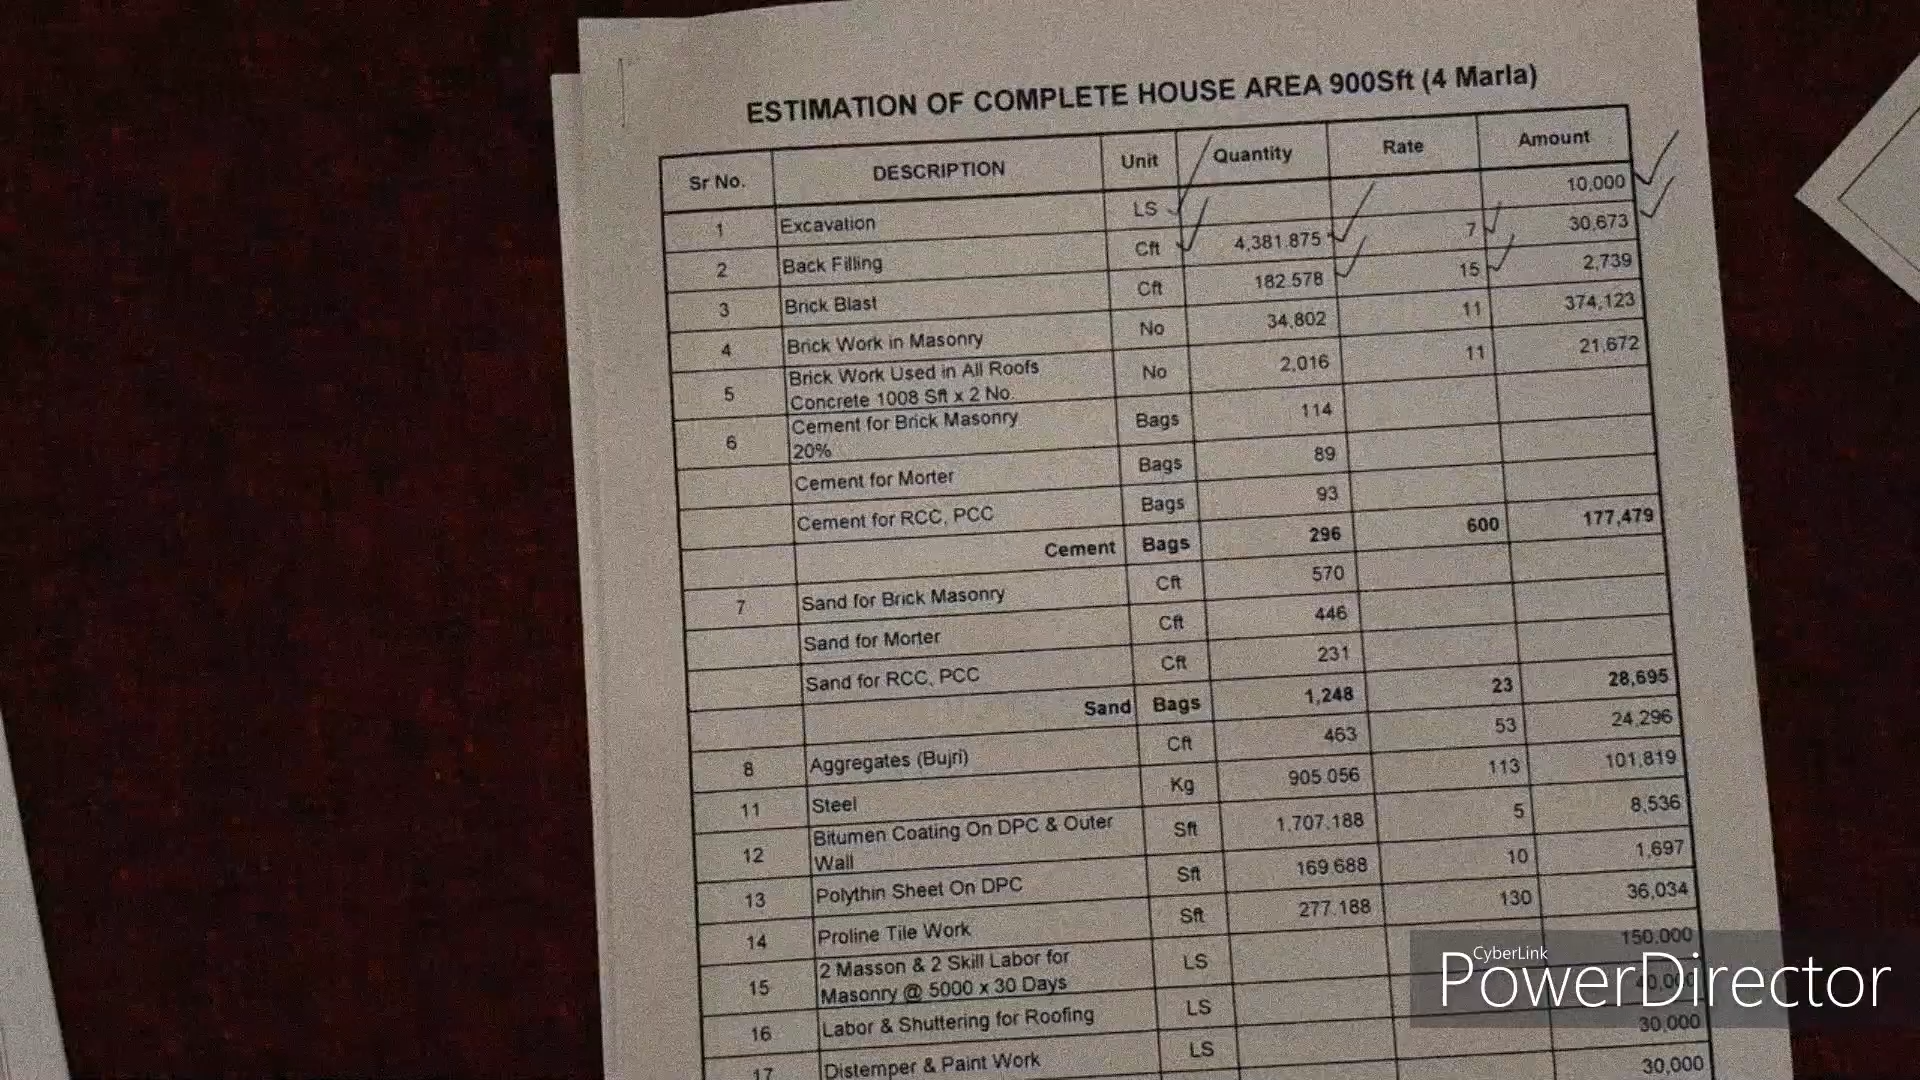 ESTIMATION OF COMPLETE HOUSE AREA 900Sft (4 Marla)
Sr No. DESCRIPTION Unit Quantity Rate Amount
1 Excavation LS 10,000
2 Back Filling Cft 4,381.875 7 30,673
3 Brick Blast Cft 182.578 15 2,739
4 Brick Work in Masonry No 34,802 11 374,123
5 Brick Work Used in All Roofs Concrete 1008 Sft x 2 No. No 2,016 11 21,672
6 Cement for Brick Masonry 20% Bags 114
Cement for Morter Bags 89
Cement for RCC, PCC Bags 93
Cement Bags 296 600 177,479
7 Sand for Brick Masonry Cft 570
Sand for Morter Cft 446
Sand for RCC, PCC Cft 231
Sand Bags 1,248 23 28,695
8 Aggregates (Bujri) Cft 463 53 24,296
11 Steel Kg 905.056 113 101,819
12 Bitumen Coating On DPC & Outer Wall Sft 1,707.188 5 8,536
13 Polythin Sheet On DPC Sft 169.688 10 1,697
14 Proline Tile Work Sft 277.188 130 36,034
15 2 Masson & 2 Skill Labor for Masonry @ 5000 x 30 Days LS 150,000
16 Labor & Shuttering for Roofing LS
17 Distemper & Paint Work LS 30,000
30,000
CyberLink
PowerDirector